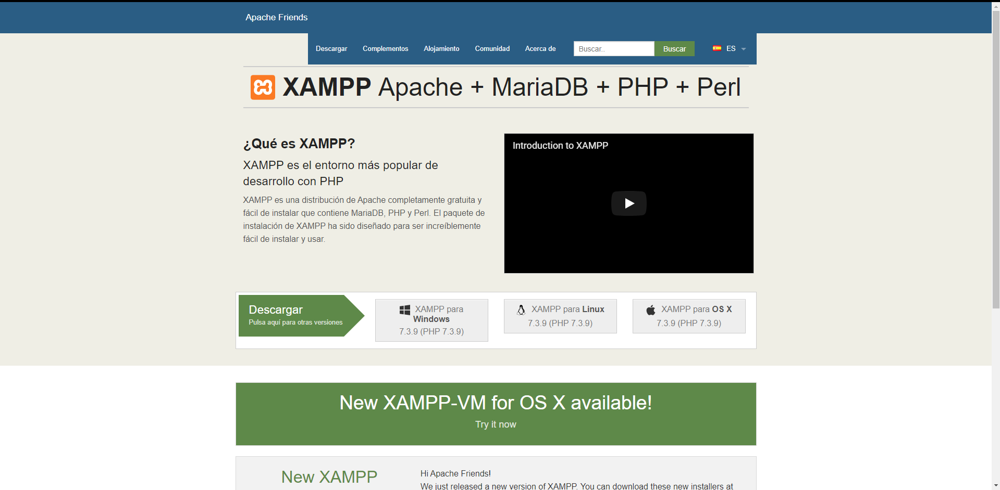 Apache Friends
Descargar
Complementos
Alojamiento
Comunidad
Acerca de
Buscar..
Buscar
ES
XAMPP Apache + MariaDB + PHP + Perl
¿Qué es XAMPP?
XAMPP es el entorno más popular de
desarrollo con PHP
XAMPP es una distribución de Apache completamente gratuita y
fácil de instalar que contiene MariaDB, PHP y Perl. El paquete de
instalación de XAMPP ha sido diseñado para ser increíblemente
fácil de instalar y usar.
Introduction to XAMPP
Descargar
Pulsa aquí para otras versiones
XAMPP para
Windows
7.3.9 (PHP 7.3.9)
XAMPP para Linux
7.3.9 (PHP 7.3.9)
XAMPP para OS X
7.3.9 (PHP 7.3.9)
New XAMPP-VM for OS X available!
Try it now
New XAMPP
Hi Apache Friends!
We just released a new version of XAMPP. You can download these new installers at